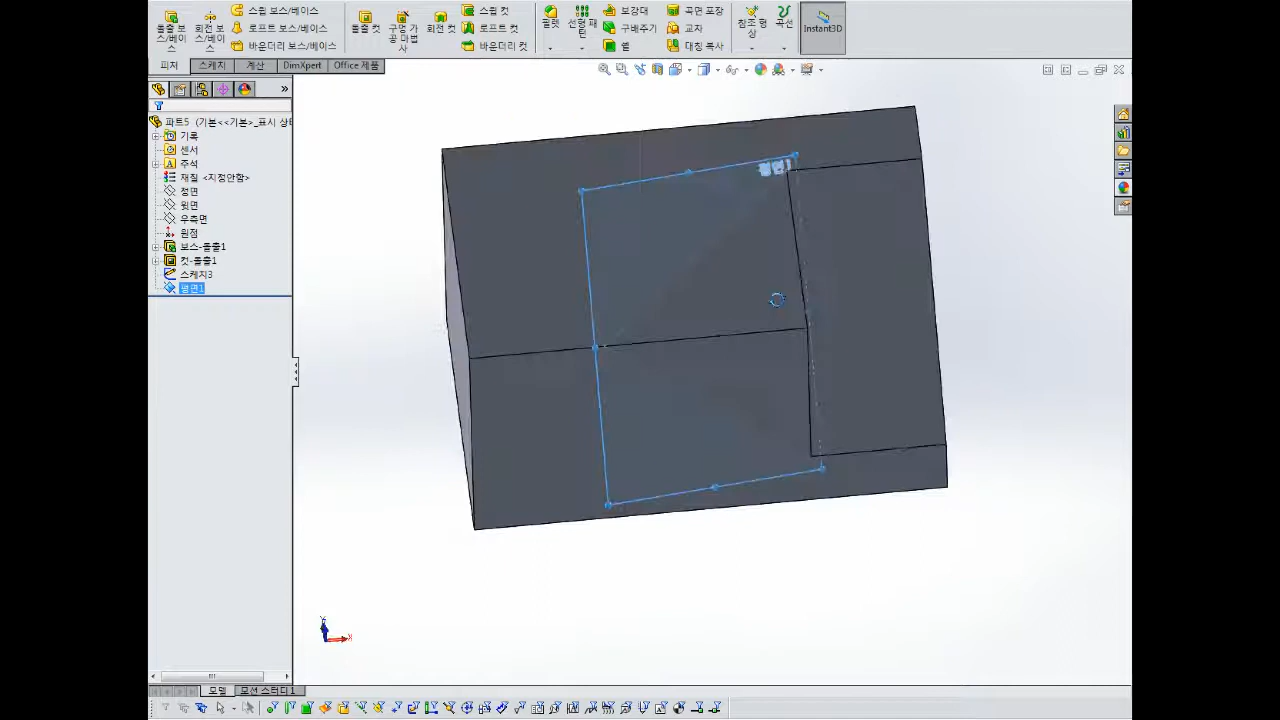 돌출 보스/베이스
회전 보스/베이스
스윕 보스/베이스
로프트 보스/베이스
바운더리 보스/베이스
돌출 컷
구멍 가공 마법사
회전 컷
스윕 컷
로프트 컷
바운더리 컷
필렛
선형 패턴
보강대
구배주기
쉘
곡면 포장
교차
대칭 복사
참조 형상
곡선
Instant3D
피처
스케치
계산
DimXpert
Office 제품
파트5 (기본<<기본>_표시 상태
기록
센서
주석
재질 <지정안함>
정면
윗면
우측면
원점
보스-돌출1
컷-돌출1
스케치3
평면1
평면1
Y
X
모델
모션 스터디 1